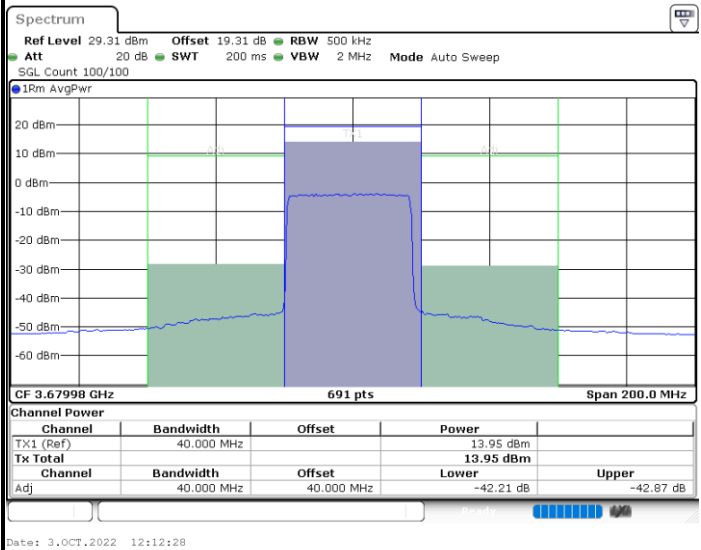 Spectrum
Ref Level 29.31 dBm Offset 19.31 dB RBW 500 kHz
Att 20 dB SWT 200 ms VBW 2 MHz Mode Auto Sweep
SGL Count 100/100
1Rm AvgPwr
20 dBm
TX1
10 dBm
Adj
Adj
0 dBm
-10 dBm
-20 dBm
-30 dBm
-40 dBm
-50 dBm
-60 dBm
CF 3.67998 GHz 691 pts Span 200.0 MHz
Channel Power
Channel Bandwidth Offset Power
TX1 (Ref) 40.000 MHz 13.95 dBm
Tx Total 13.95 dBm
Channel Bandwidth Offset Lower Upper
Adj 40.000 MHz 40.000 MHz -42.21 dB -42.87 dB
Ready
Date: 3.OCT.2022 12:12:28